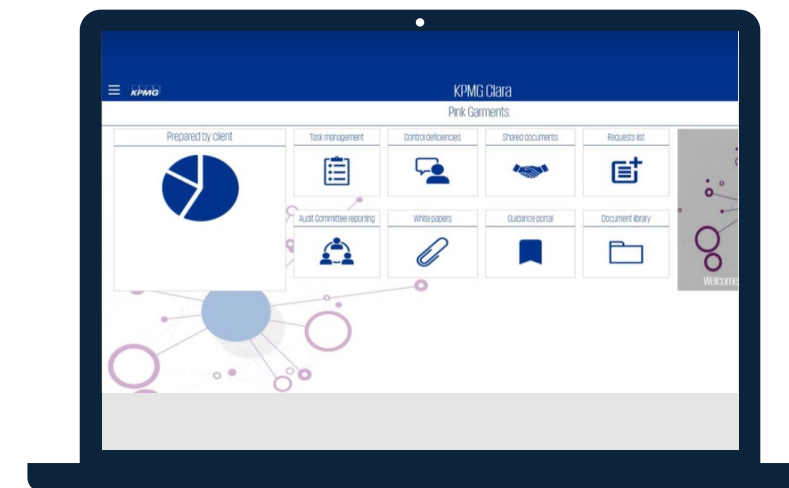 KPMG
KPMG Clara
Pink Garments
Prepared by client
Task management
Control deficiencies
Shared documents
Requests list
Audit Committee reporting
White papers
Guidance portal
Document library
Welcome